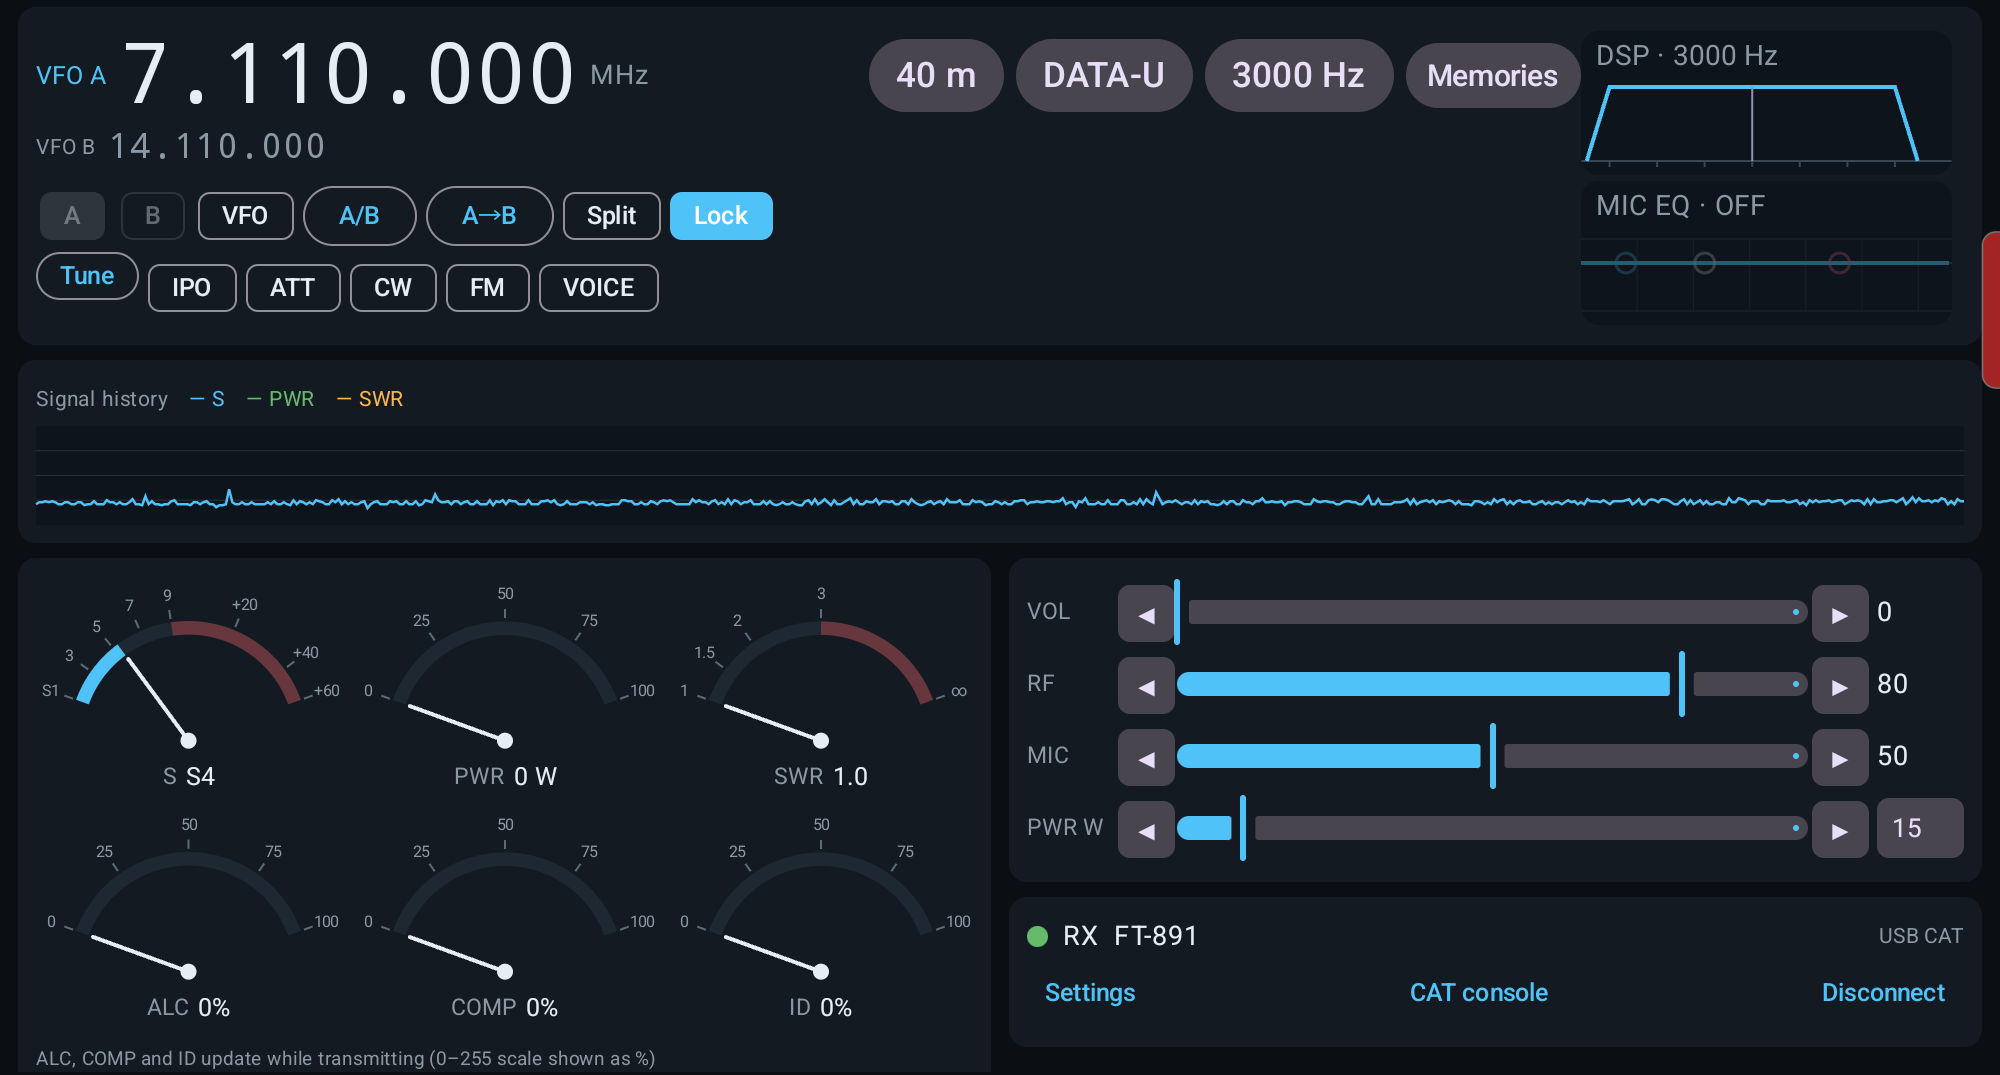 VFO A 7.110.000 MHz 40 m DATA-U 3000 Hz Memories
DSP · 3000 Hz
VFO B 14.110.000
A B VFO A/B A→B Split Lock
MIC EQ · OFF
Tune IPO ATT CW FM VOICE
Signal history — S — PWR — SWR
S1 3 5 7 9 +20 +40 +60
S S4
0 25 50 75 100
PWR 0 W
1 1.5 2 3 ∞
SWR 1.0
0 25 50 75 100
ALC 0%
0 25 50 75 100
COMP 0%
0 25 50 75 100
ID 0%
ALC, COMP and ID update while transmitting (0–255 scale shown as %)
VOL ◀ ▶ 0
RF ◀ ▶ 80
MIC ◀ ▶ 50
PWR W ◀ ▶ 15
RX FT-891 USB CAT
Settings CAT console Disconnect